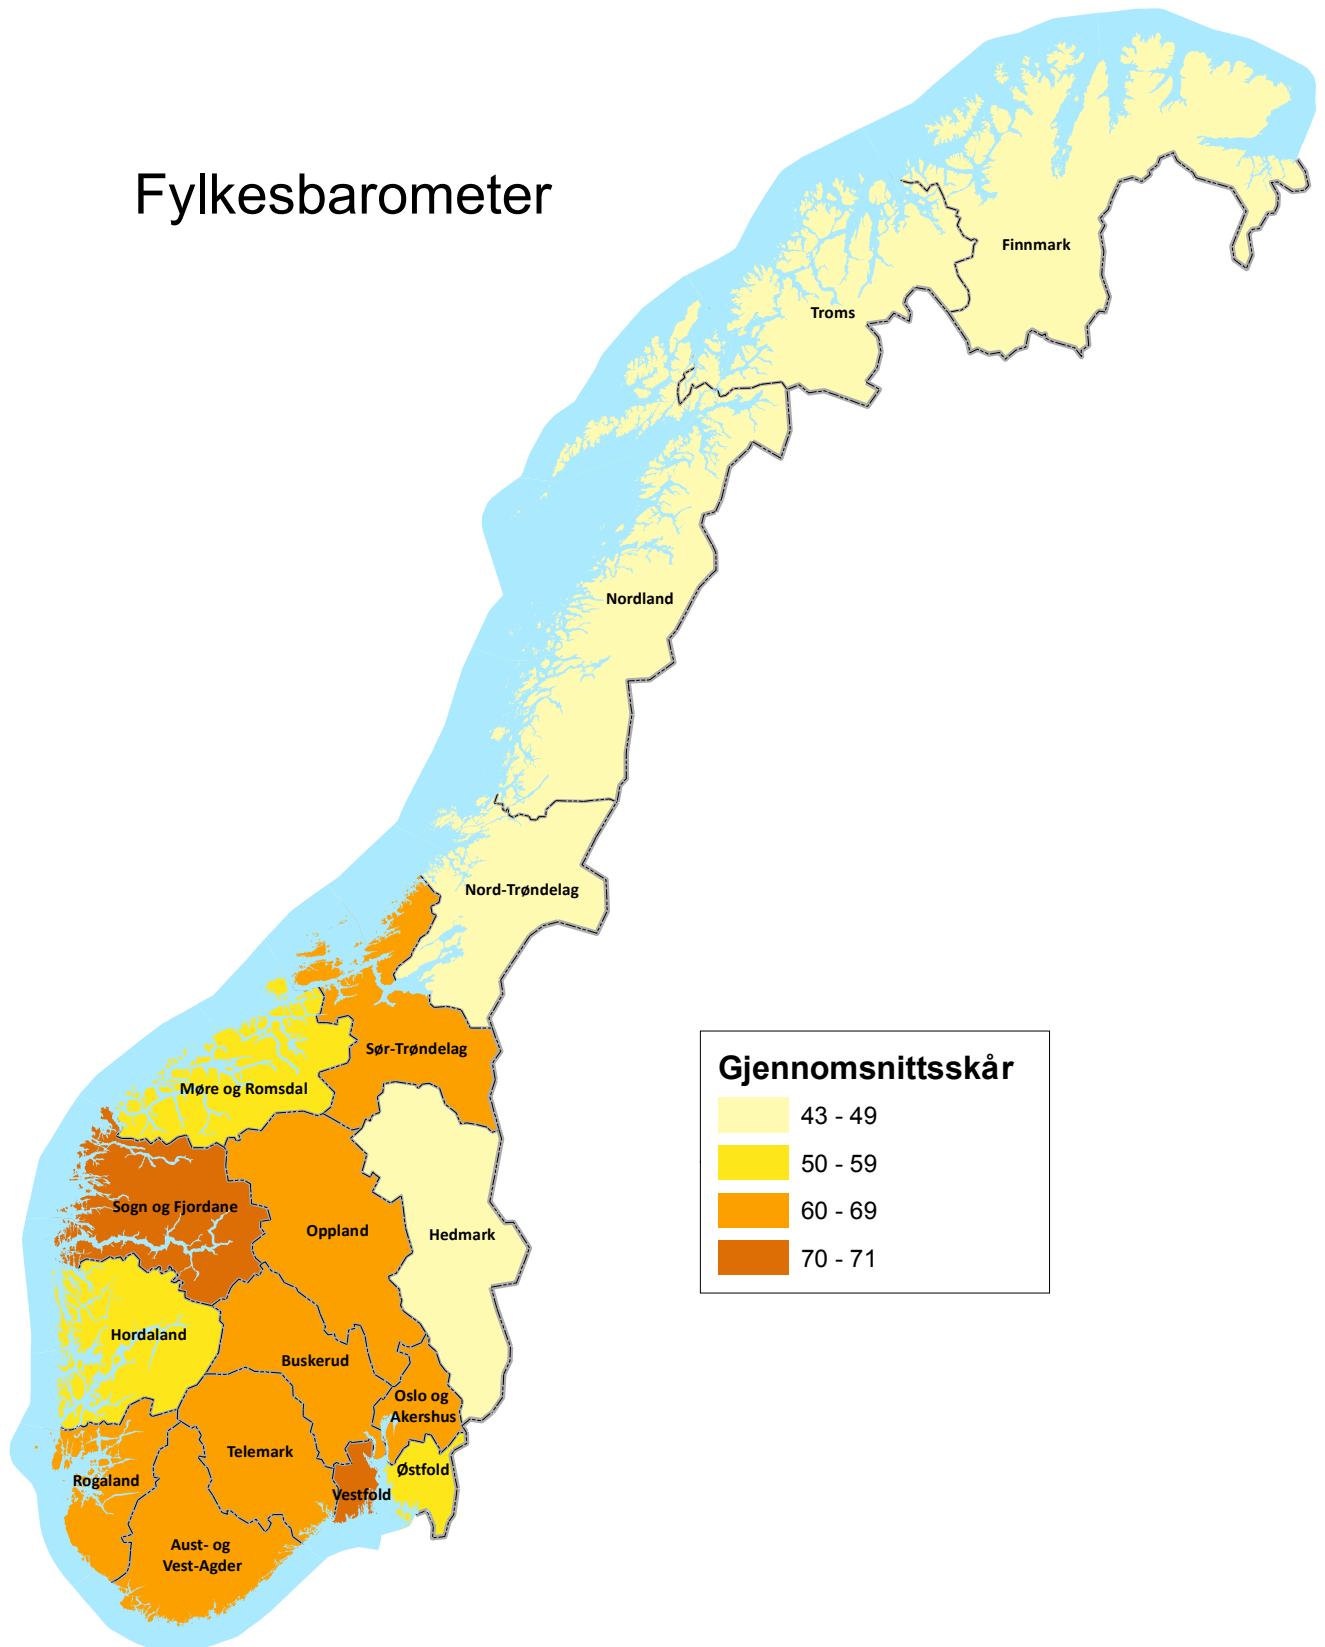 Fylkesbarometer
Finnmark
Troms
Nordland
Nord-Trøndelag
Sør-Trøndelag
Møre og Romsdal
Sogn og Fjordane
Oppland
Hedmark
Hordaland
Buskerud
Oslo og
Akershus
Telemark
Østfold
Rogaland
Vestfold
Aust- og
Vest-Agder
Gjennomsnittsskår
43 - 49
50 - 59
60 - 69
70 - 71